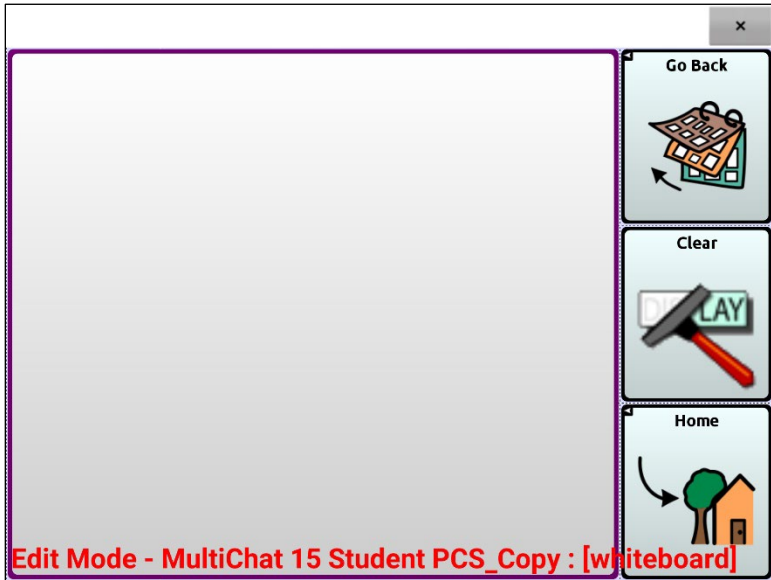 ×
Go Back
Clear
DISPLAY
Home
Edit Mode - MultiChat 15 Student PCS_Copy : [whiteboard]